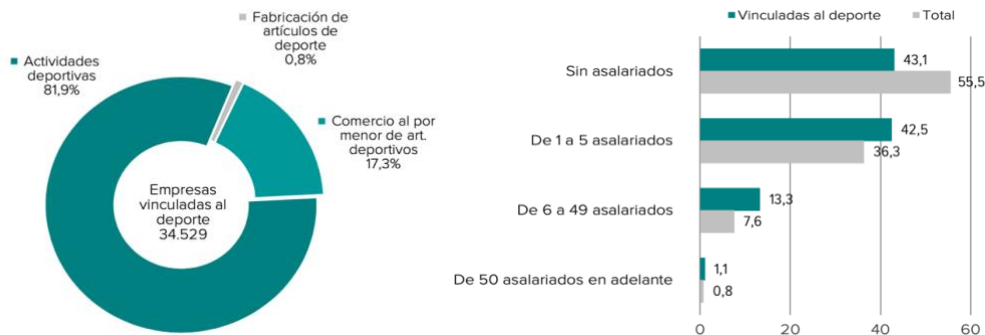 Fabricación de
artículos de
deporte
0,8%
Actividades
deportivas
81,9%
Comercio al por
menor de art.
deportivos
17,3%
Empresas
vinculadas al
deporte
34.529
Vinculadas al deporte
Total
Sin asalariados
43,1
55,5
De 1 a 5 asalariados
42,5
36,3
De 6 a 49 asalariados
13,3
7,6
De 50 asalariados en adelante
1,1
0,8
0
20
40
60